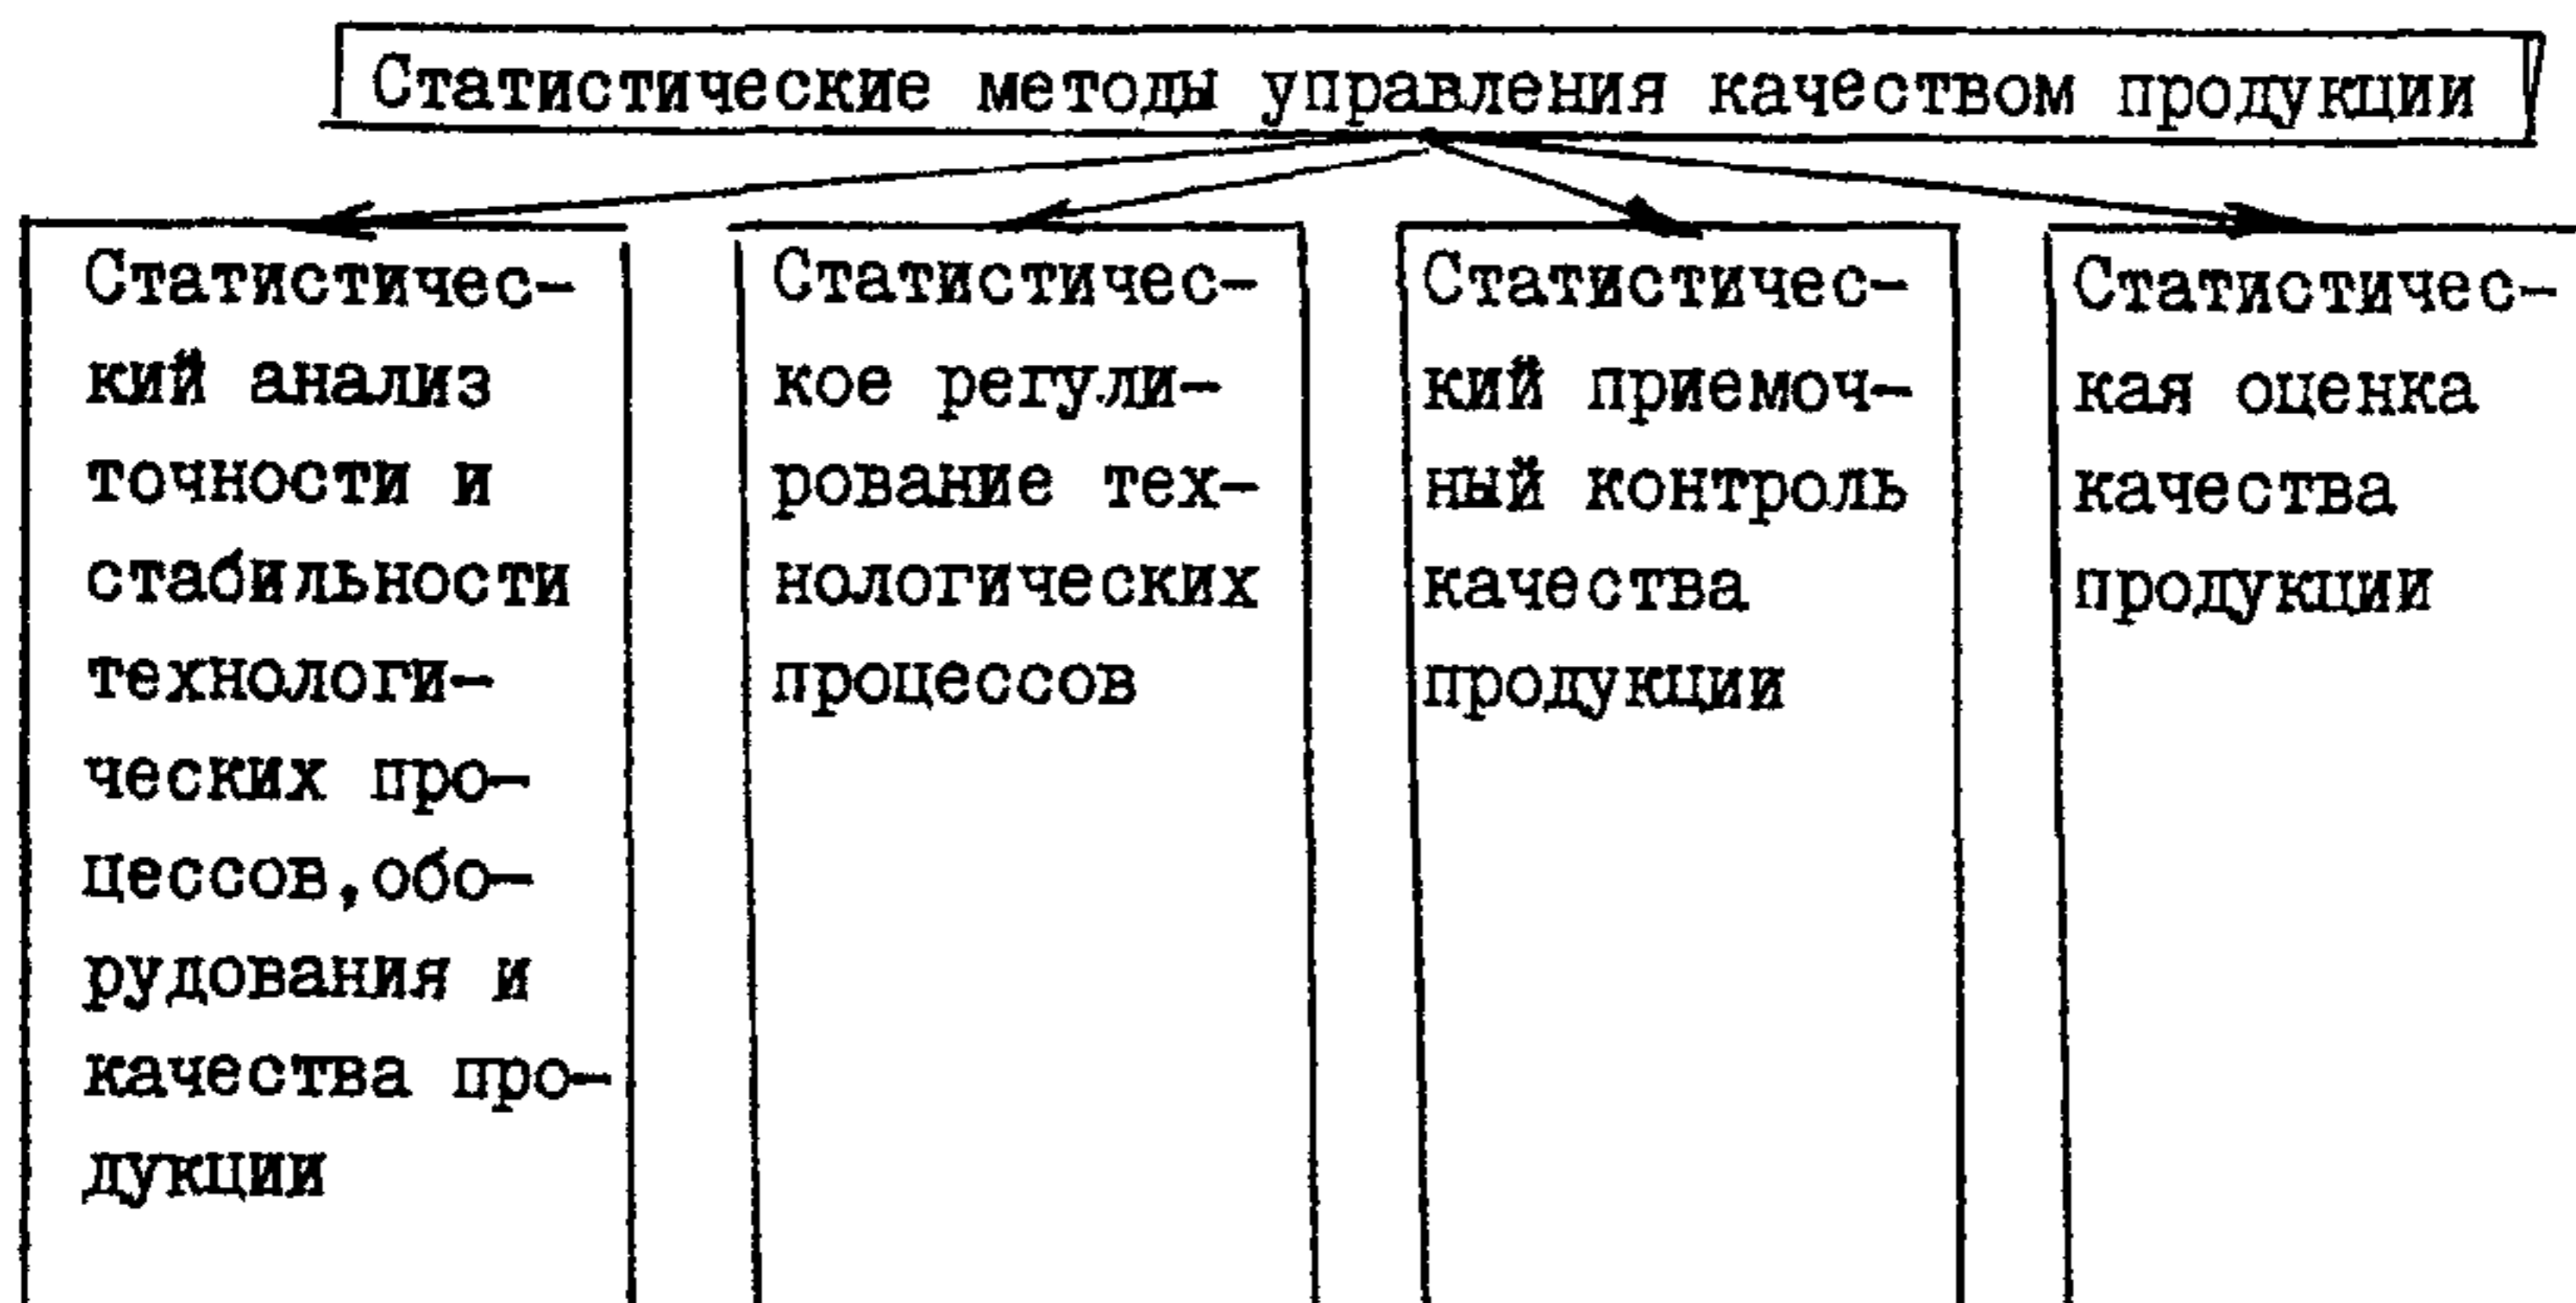 Статистические методы управления качеством продукции
Статистичес-
кий анализ
точности и
стабильности
технологи-
ческих про-
цессов,обо-
рудования и
качества про-
дукции
Статистичес-
кое регули-
рование тех-
нологических
процессов
Статистичес-
кий приемоч-
ный контроль
качества
продукции
Статистичес-
кая оценка
качества
продукции